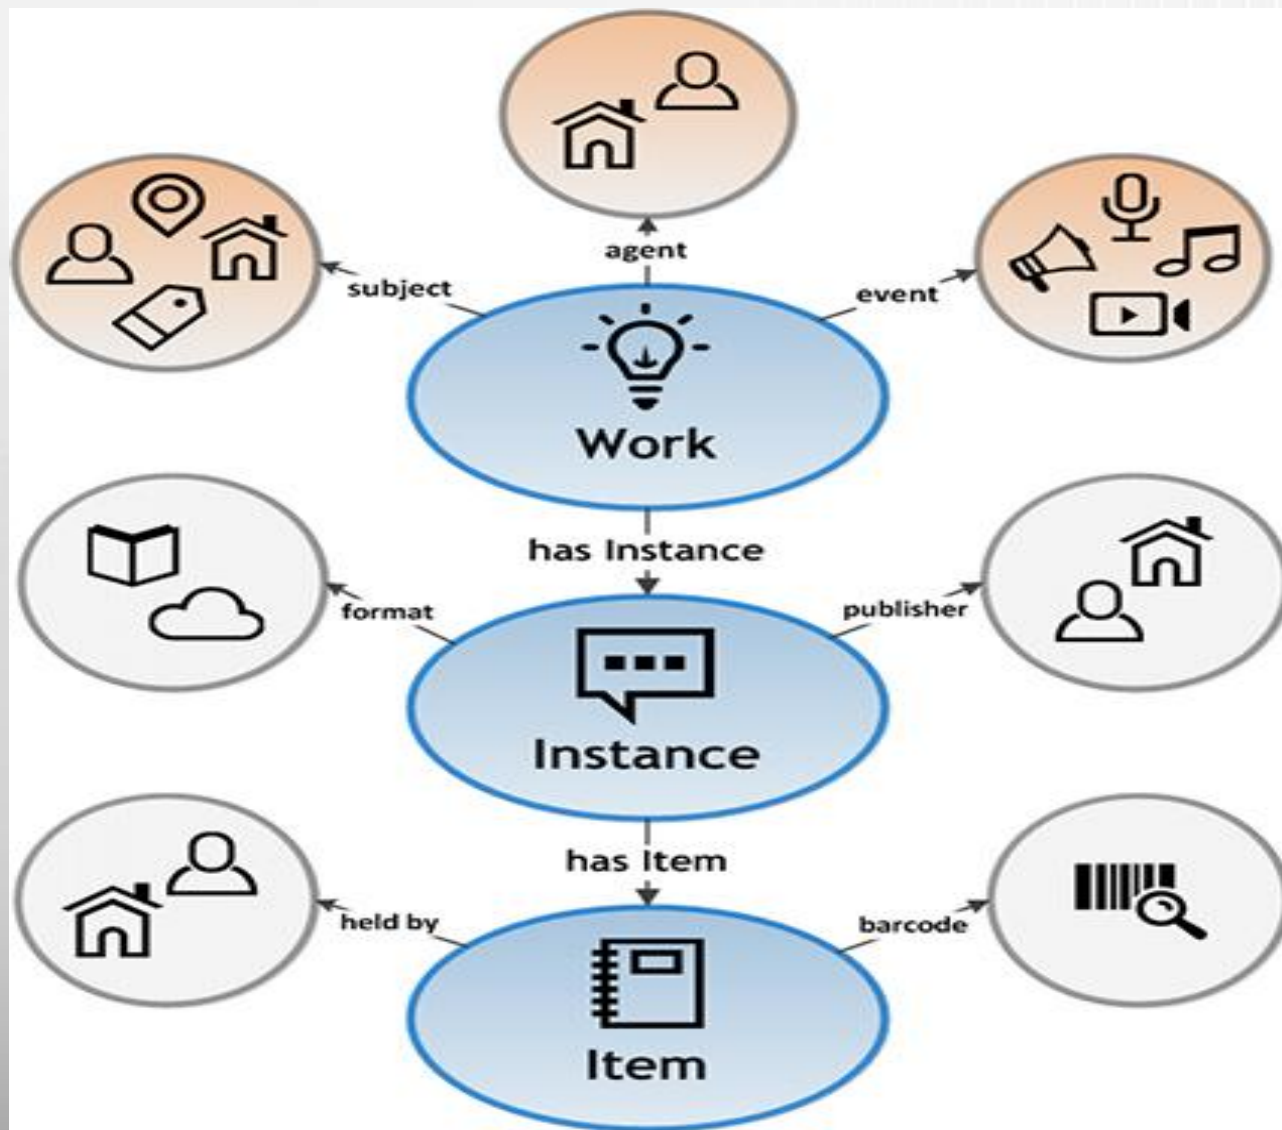 agent
subject
event
Work
has Instance
format
publisher
Instance
has Item
held by
barcode
Item